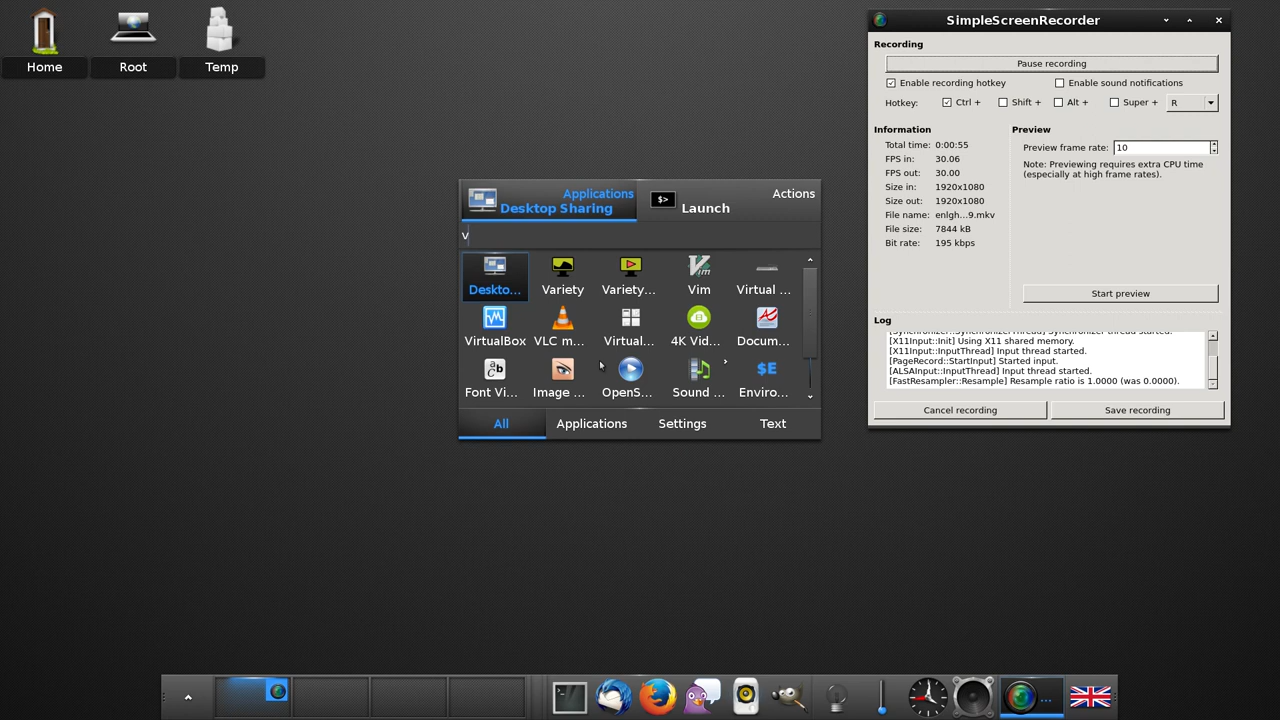 Home
Root
Temp
Applications
Desktop Sharing
$>
Launch
Actions
v
Deskto...
Variety
Variety...
Vim
Virtual ...
VirtualBox
VLC m...
Virtual...
4K Vid...
Docum...
Font Vi...
Image ...
OpenS...
Sound ...
Enviro...
All
Applications
Settings
Text
SimpleScreenRecorder
Recording
Pause recording
Enable recording hotkey
Enable sound notifications
Hotkey:
Ctrl +
Shift +
Alt +
Super +
R
Information
Total time: 0:00:55
FPS in: 30.06
FPS out: 30.00
Size in: 1920x1080
Size out: 1920x1080
File name: enlgh...9.mkv
File size: 7844 kB
Bit rate: 195 kbps
Preview
Preview frame rate: 10
Note: Previewing requires extra CPU time
(especially at high frame rates).
Start preview
Log
[Synchronizer::SynchronizerThread] Synchronizer thread started.
[X11Input::Init] Using X11 shared memory.
[X11Input::InputThread] Input thread started.
[PageRecord::StartInput] Started input.
[ALSAInput::InputThread] Input thread started.
[FastResampler::Resample] Resample ratio is 1.0000 (was 0.0000).
Cancel recording
Save recording
...